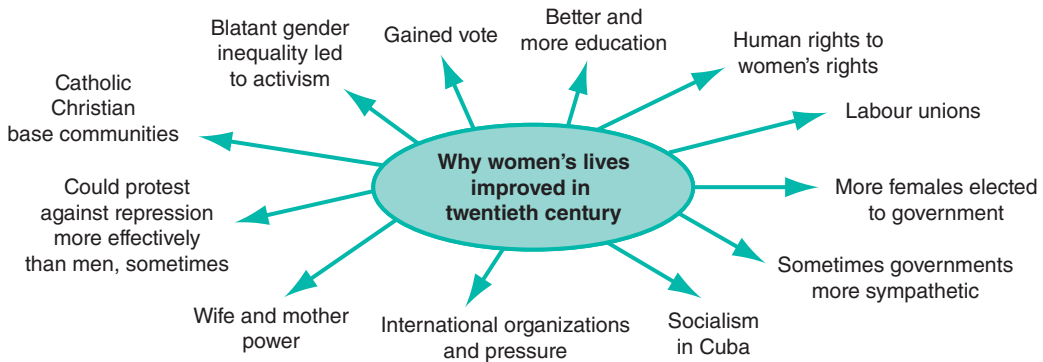 Why women's lives
improved in
twentieth century
Blatant gender
inequality led
to activism
Gained vote
Better and
more education
Human rights to
women's rights
Labour unions
More females elected
to government
Sometimes governments
more sympathetic
Socialism
in Cuba
International organizations
and pressure
Wife and mother
power
Could protest
against repression
more effectively
than men, sometimes
Catholic
Christian
base communities